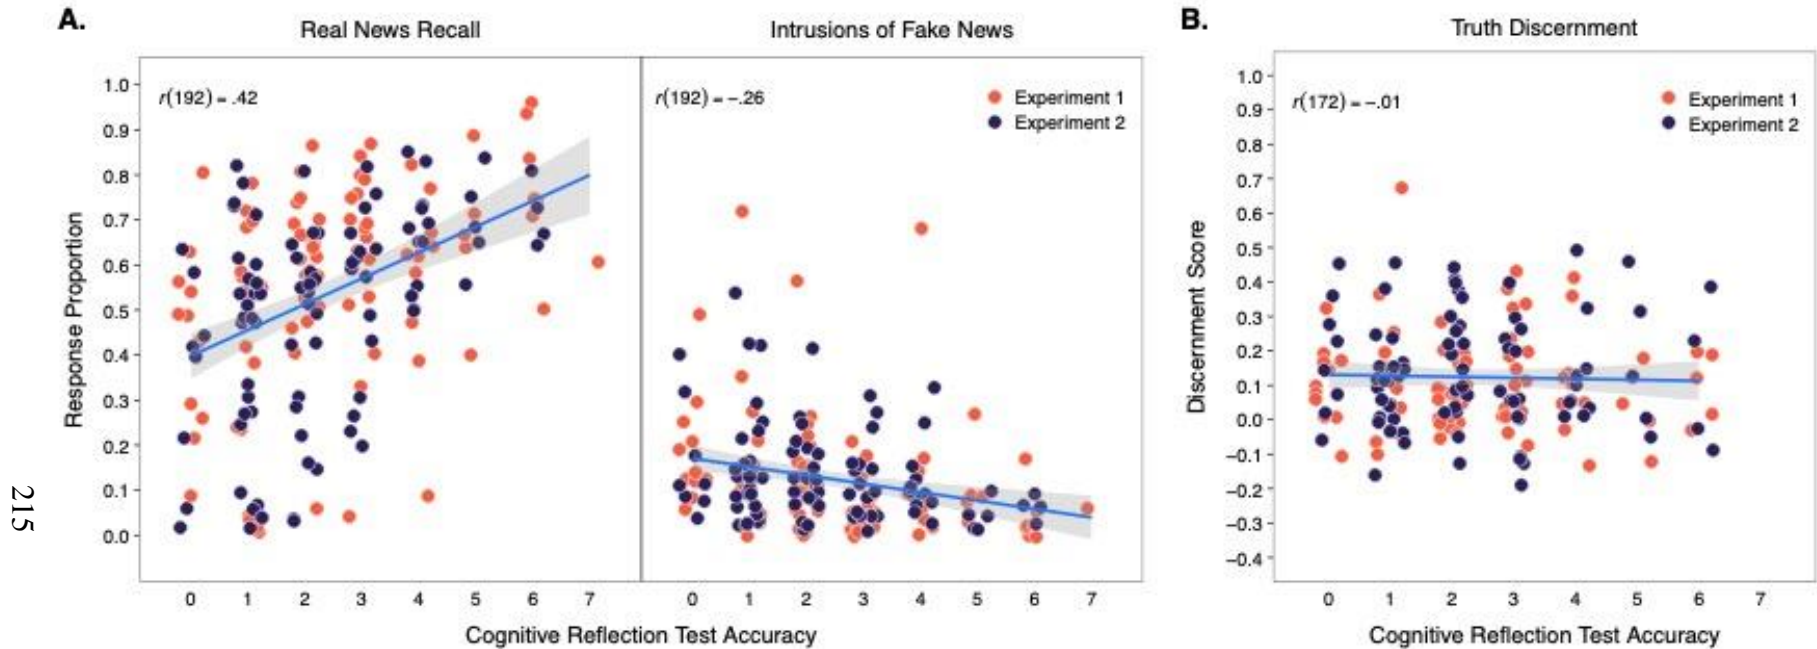 A.
Real News Recall
Intrusions of Fake News
r(192) = .42
r(192) = −.26
Experiment 1
Experiment 2
1.0
0.9
0.8
0.7
0.6
0.5
0.4
0.3
0.2
0.1
0.0
Response Proportion
0 1 2 3 4 5 6 7
0 1 2 3 4 5 6 7
Cognitive Reflection Test Accuracy
B.
Truth Discernment
r(172) = −.01
Experiment 1
Experiment 2
1.0
0.9
0.8
0.7
0.6
0.5
0.4
0.3
0.2
0.1
0.0
−0.1
−0.2
−0.3
−0.4
Discernment Score
0 1 2 3 4 5 6 7
Cognitive Reflection Test Accuracy
215